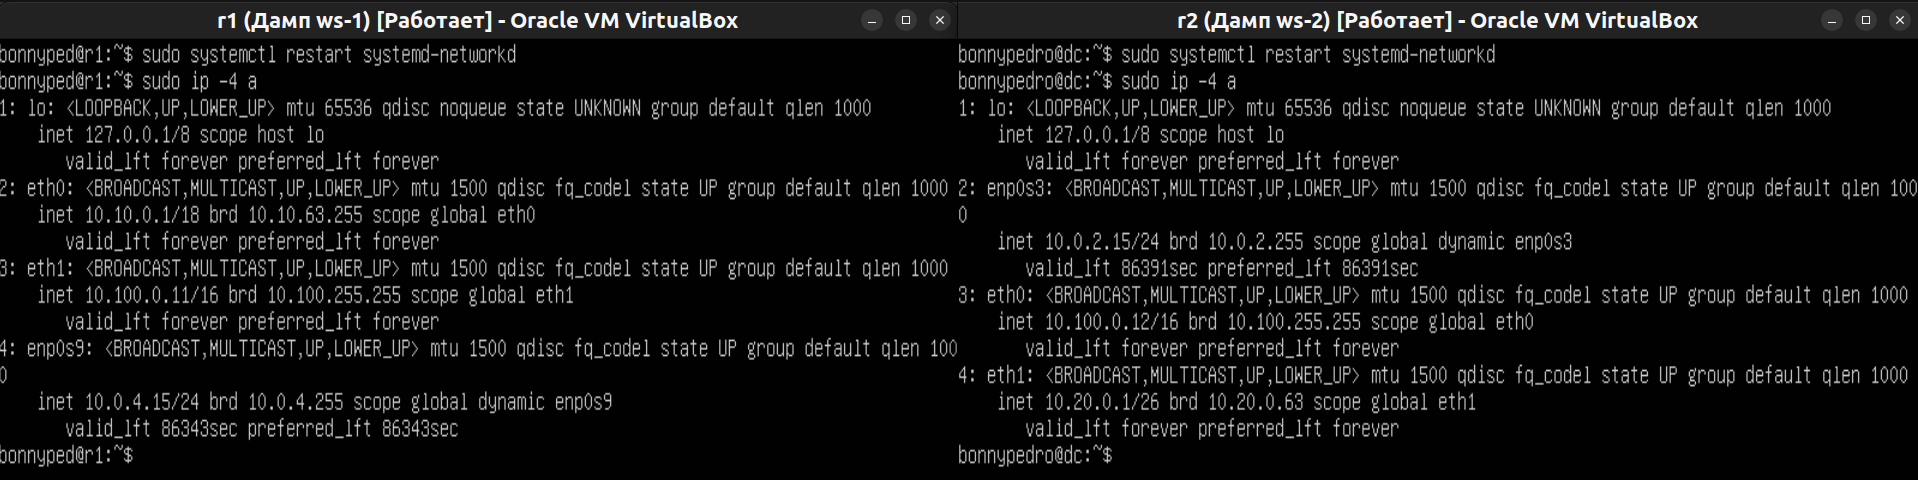 r1 (Дамп ws-1) [Работает] - Oracle VM VirtualBox
bonnyped@r1:~$ sudo systemctl restart systemd-networkd
bonnyped@r1:~$ sudo ip -4 a
1: lo: <LOOPBACK,UP,LOWER_UP> mtu 65536 qdisc noqueue state UNKNOWN group default qlen 1000
    inet 127.0.0.1/8 scope host lo
       valid_lft forever preferred_lft forever
2: eth0: <BROADCAST,MULTICAST,UP,LOWER_UP> mtu 1500 qdisc fq_codel state UP group default qlen 1000
    inet 10.10.0.1/18 brd 10.10.63.255 scope global eth0
       valid_lft forever preferred_lft forever
3: eth1: <BROADCAST,MULTICAST,UP,LOWER_UP> mtu 1500 qdisc fq_codel state UP group default qlen 1000
    inet 10.100.0.11/16 brd 10.100.255.255 scope global eth1
       valid_lft forever preferred_lft forever
4: enp0s9: <BROADCAST,MULTICAST,UP,LOWER_UP> mtu 1500 qdisc fq_codel state UP group default qlen 100
0
    inet 10.0.4.15/24 brd 10.0.4.255 scope global dynamic enp0s9
       valid_lft 86343sec preferred_lft 86343sec
bonnyped@r1:~$
r2 (Дамп ws-2) [Работает] - Oracle VM VirtualBox
bonnypedro@dc:~$ sudo systemctl restart systemd-networkd
bonnypedro@dc:~$ sudo ip -4 a
1: lo: <LOOPBACK,UP,LOWER_UP> mtu 65536 qdisc noqueue state UNKNOWN group default qlen 1000
    inet 127.0.0.1/8 scope host lo
       valid_lft forever preferred_lft forever
2: enp0s3: <BROADCAST,MULTICAST,UP,LOWER_UP> mtu 1500 qdisc fq_codel state UP group default qlen 100
0
    inet 10.0.2.15/24 brd 10.0.2.255 scope global dynamic enp0s3
       valid_lft 86391sec preferred_lft 86391sec
3: eth0: <BROADCAST,MULTICAST,UP,LOWER_UP> mtu 1500 qdisc fq_codel state UP group default qlen 1000
    inet 10.100.0.12/16 brd 10.100.255.255 scope global eth0
       valid_lft forever preferred_lft forever
4: eth1: <BROADCAST,MULTICAST,UP,LOWER_UP> mtu 1500 qdisc fq_codel state UP group default qlen 1000
    inet 10.20.0.1/26 brd 10.20.0.63 scope global eth1
       valid_lft forever preferred_lft forever
bonnypedro@dc:~$